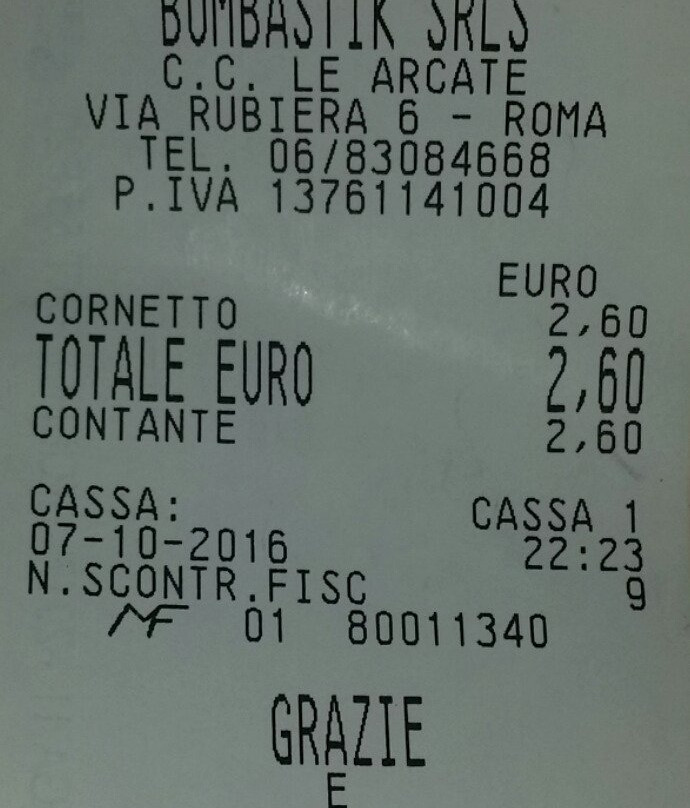 BOMBASTIK SRLS
C.C. LE ARCATE
VIA RUBIERA 6 - ROMA
TEL. 06/83084668
P.IVA 13761141004
EURO
CORNETTO 2,60
TOTALE EURO 2,60
CONTANTE 2,60
CASSA: CASSA 1
07-10-2016 22:23
N.SCONTR.FISC 9
MF 01 80011340
GRAZIE
E